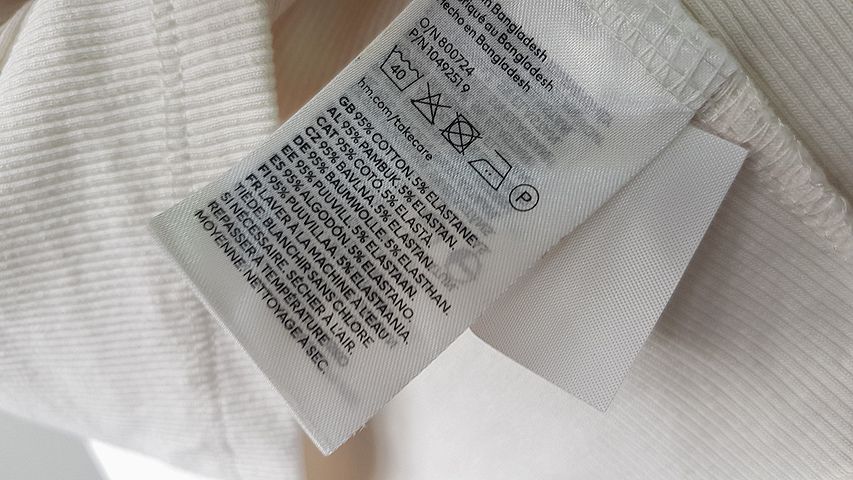 in Bangladesh
briqué au Bangladesh
Hecho en Bangladesh
O/N 800724
P/N10492519
40
P
hm.com/takecare
GB 95% COTTON. 5% ELASTANE
AL 95% PAMBUK. 5% ELASTAN
CAT 95% COTÓ. 5% ELASTÀ.
CZ 95% BAVLNA. 5% ELASTAN.
DE 95% BAUMWOLLE. 5% ELASTHAN.
EE 95% PUUVILL. 5% ELASTAAN.
ES 95% ALGODÓN. 5% ELASTANO.
FI 95% PUUVILLAA. 5% ELASTAANIA.
FR LAVER À LA MACHINE À L'EAU
TIÈDE. BLANCHIR SANS CHLORE
SI NÉCESSAIRE. SÉCHER À L'AIR.
REPASSER À TEMPÉRATURE
MOYENNE. NETTOYAGE À SEC.